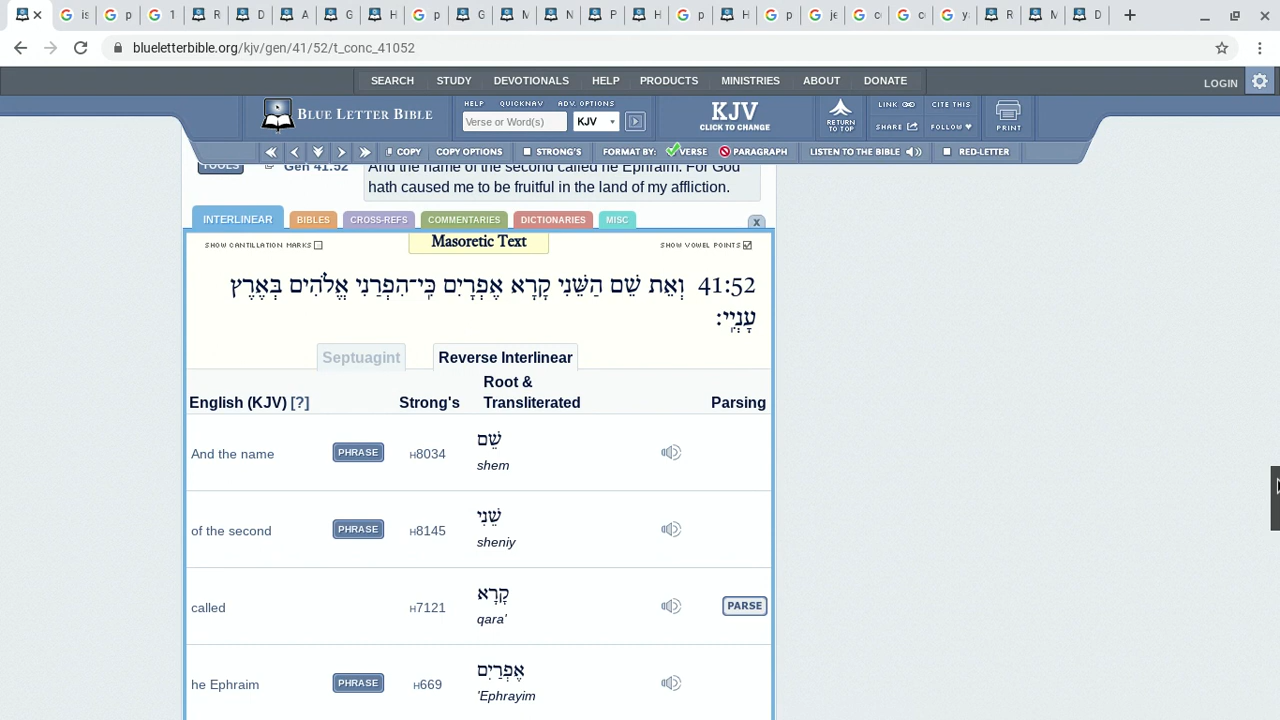 is
p
1
R
D
A
G
H
p
G
M
N
P
H
p
H
p
je
c
c
y
R
M
D
blueletterbible.org/kjv/gen/41/52/t_conc_41052
SEARCH STUDY DEVOTIONALS HELP PRODUCTS MINISTRIES ABOUT DONATE
LOGIN
BLUE LETTER BIBLE
HELP QUICKNAV ADV. OPTIONS
Verse or Word(s) KJV
KJV
CLICK TO CHANGE
RETURN
TO TOP
LINK CITE THIS
SHARE FOLLOW
PRINT
COPY COPY OPTIONS STRONG'S FORMAT BY: VERSE PARAGRAPH LISTEN TO THE BIBLE RED-LETTER
TOOLS Gen 41:52 And the name of the second called he Ephraim: For God
hath caused me to be fruitful in the land of my affliction.
INTERLINEAR BIBLES CROSS-REFS COMMENTARIES DICTIONARIES MISC X
SHOW CANTILLATION MARKS Masoretic Text SHOW VOWEL POINTS
41:52 וְאֵת שֵׁם הַשֵּׁנִי קָרָא אֶפְרָיִם כִּֽי־הִפְרַנִי אֱלֹהִים בְּאֶרֶץ
עָנְיִֽי׃
Septuagint Reverse Interlinear
English (KJV) [?] Strong's Root &
Transliterated Parsing
And the name PHRASE H8034 שֵׁם
shem
of the second PHRASE H8145 שֵׁנִי
sheniy
called H7121 קָרָא PARSE
qara'
he Ephraim PHRASE H669 אֶפְרַיִם
'Ephrayim